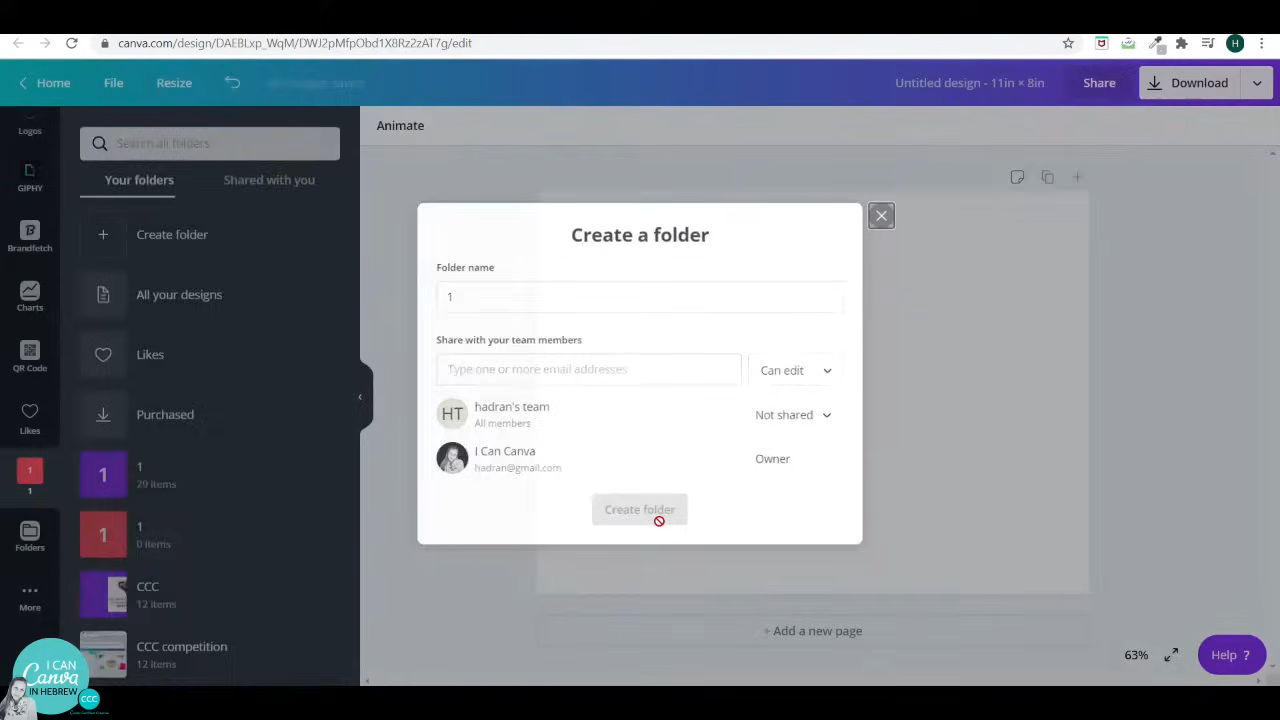 canva.com/design/DAEBLxp_WqM/DWJ2pMfpObd1X8Rz2zAT7g/edit
H
Home File Resize Untitled design - 11in × 8in Share Download
Logos
GIPHY
Brandfetch
Charts
QR Code
Likes
1
1
Folders
More
Search all folders
Your folders Shared with you
Create folder
All your designs
Likes
Purchased
1
1
29 items
1
1
0 items
CCC
12 items
CCC competition
12 items
Animate
Create a folder
Folder name
1
Share with your team members
Type one or more email addresses Can edit
HT
hadran's team Not shared
All members
I Can Canva Owner
hadran@gmail.com
Create folder
+ Add a new page
63%
Help ?
I CAN
Canva
IN HEBREW
CCC